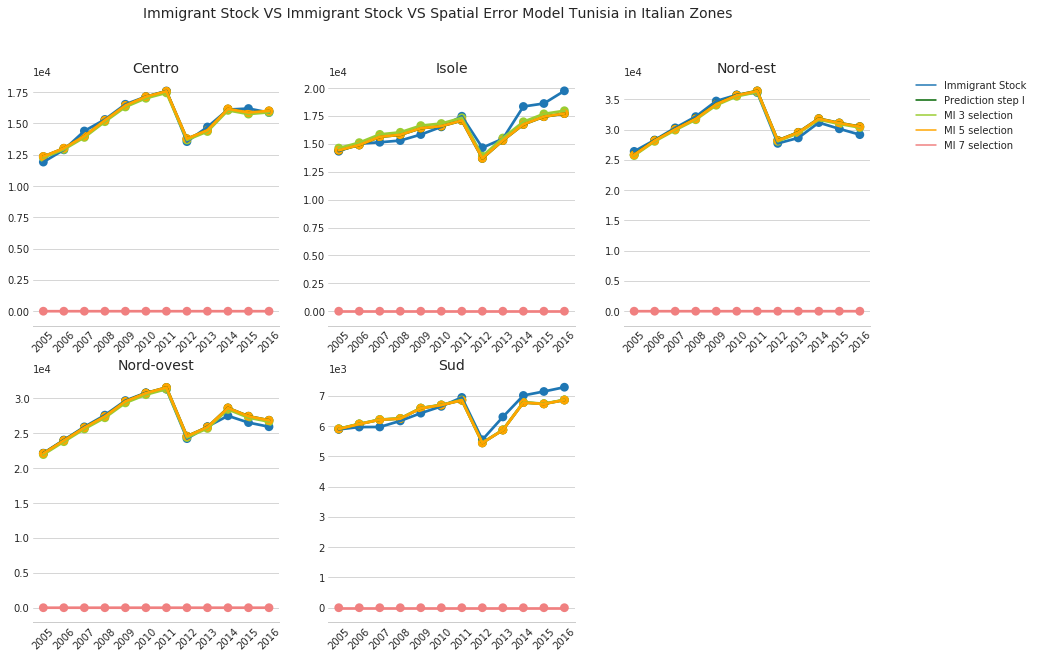 Immigrant Stock VS Immigrant Stock VS Spatial Error Model Tunisia in Italian Zones
Centro
1e4
1.75
1.50
1.25
1.00
0.75
0.50
0.25
0.00
2005 2006 2007 2008 2009 2010 2011 2012 2013 2014 2015 2016
Isole
1e4
2.00
1.75
1.50
1.25
1.00
0.75
0.50
0.25
0.00
2005 2006 2007 2008 2009 2010 2011 2012 2013 2014 2015 2016
Nord-est
1e4
3.5
3.0
2.5
2.0
1.5
1.0
0.5
0.0
2005 2006 2007 2008 2009 2010 2011 2012 2013 2014 2015 2016
Immigrant Stock
Prediction step I
MI 3 selection
MI 5 selection
MI 7 selection
Nord-ovest
1e4
3.0
2.5
2.0
1.5
1.0
0.5
0.0
2005 2006 2007 2008 2009 2010 2011 2012 2013 2014 2015 2016
Sud
1e3
7
6
5
4
3
2
1
0
2005 2006 2007 2008 2009 2010 2011 2012 2013 2014 2015 2016